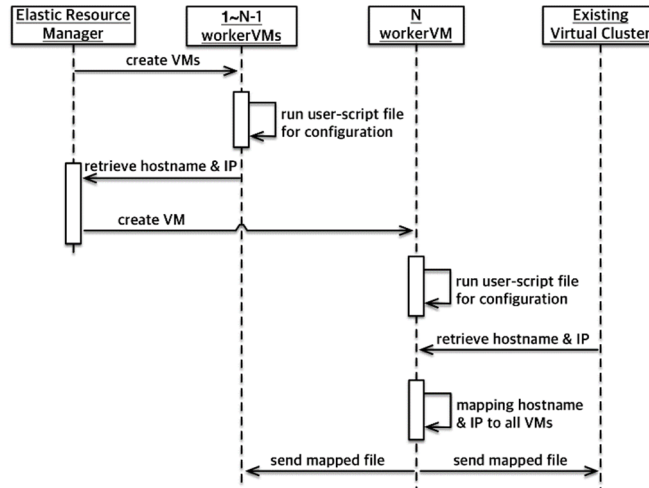 Elastic Resource
Manager
1~N-1
workerVMs
N
workerVM
Existing
Virtual Cluster
create VMs
run user-script file
for configuration
retrieve hostname & IP
create VM
run user-script file
for configuration
retrieve hostname & IP
mapping hostname
& IP to all VMs
send mapped file
send mapped file